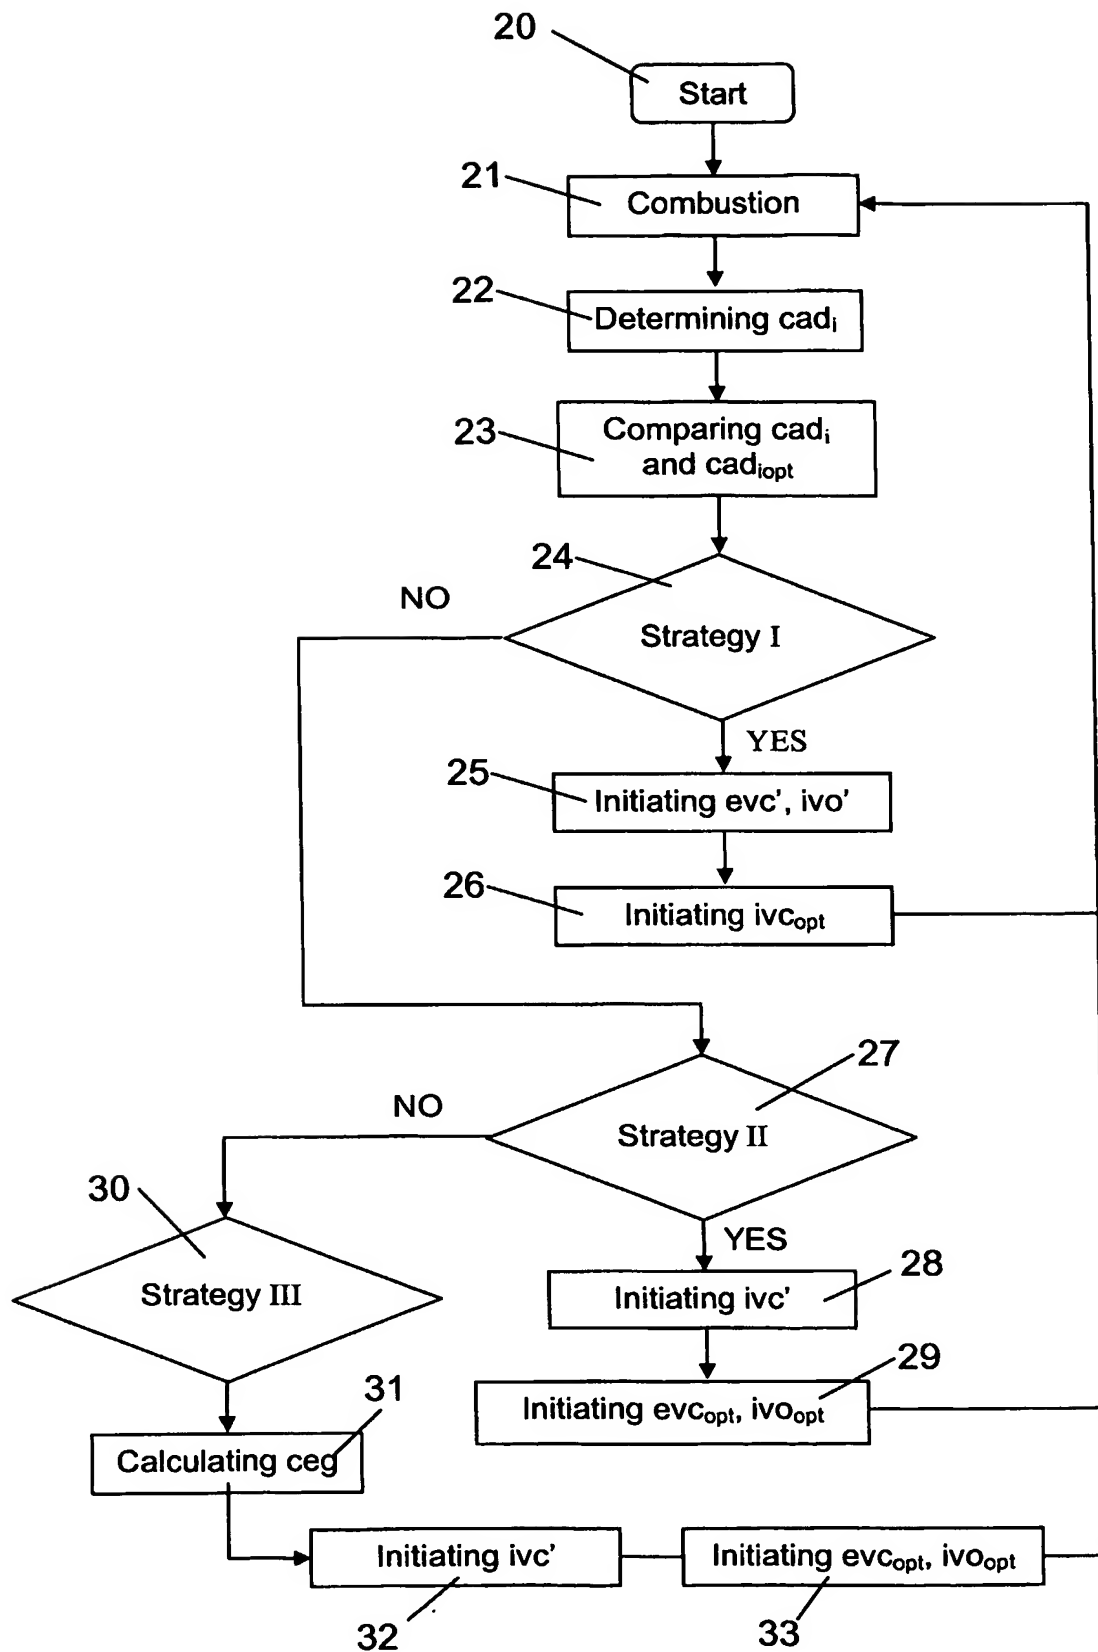 20
Start
21
Combustion
22
Determining cadi
23
Comparing cadi
and cadiopt
24
NO
Strategy I
YES
25
Initiating evc', ivo'
26
Initiating ivcopt
27
NO
Strategy II
30
YES
Strategy III
28
Initiating ivc'
29
Initiating evcopt, ivoopt
31
Calculating ceg
Initiating ivc'
Initiating evcopt, ivoopt
32
33